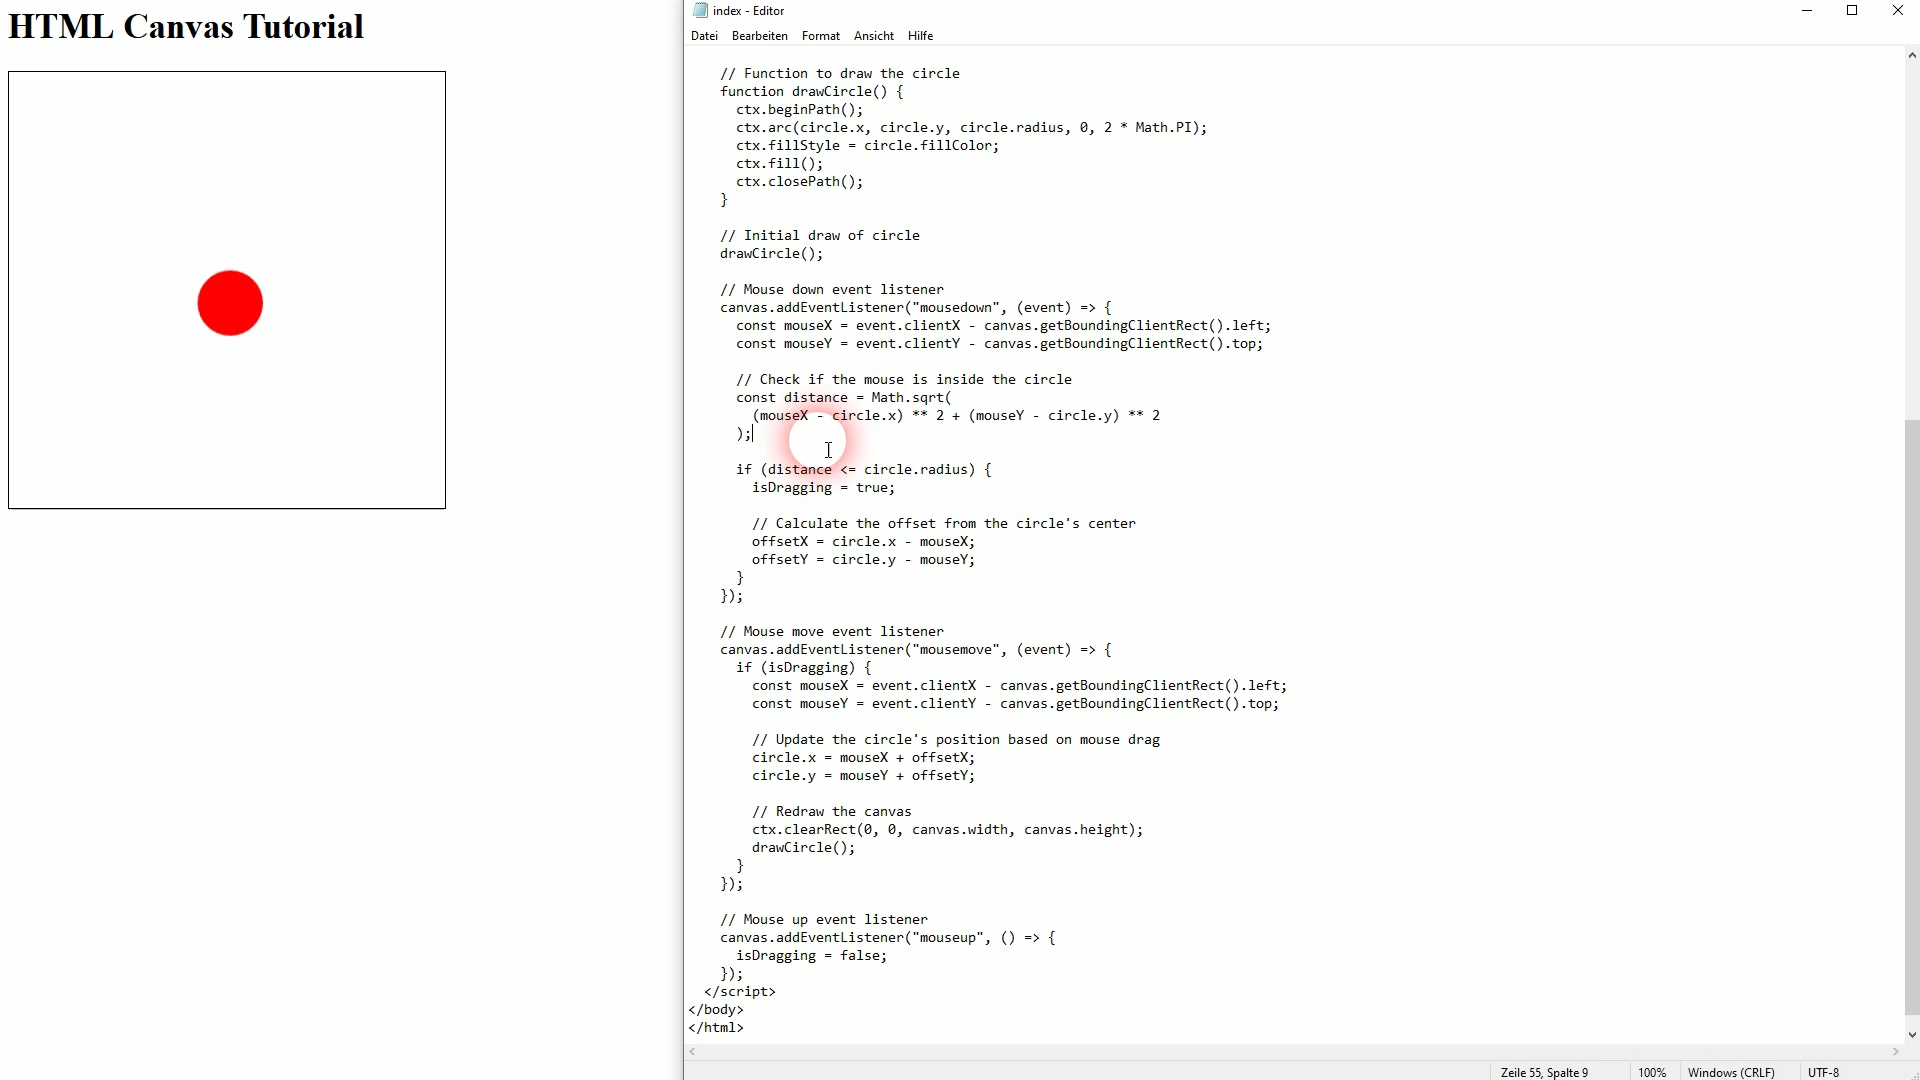 HTML Canvas Tutorial
index - Editor
Datei Bearbeiten Format Ansicht Hilfe
// Function to draw the circle
function drawCircle() {
ctx.beginPath();
ctx.arc(circle.x, circle.y, circle.radius, 0, 2 * Math.PI);
ctx.fillStyle = circle.fillColor;
ctx.fill();
ctx.closePath();
}
// Initial draw of circle
drawCircle();
// Mouse down event listener
canvas.addEventListener("mousedown", (event) => {
const mouseX = event.clientX - canvas.getBoundingClientRect().left;
const mouseY = event.clientY - canvas.getBoundingClientRect().top;
// Check if the mouse is inside the circle
const distance = Math.sqrt(
(mouseX - circle.x) ** 2 + (mouseY - circle.y) ** 2
);
if (distance <= circle.radius) {
isDragging = true;
// Calculate the offset from the circle's center
offsetX = circle.x - mouseX;
offsetY = circle.y - mouseY;
}
});
// Mouse move event listener
canvas.addEventListener("mousemove", (event) => {
if (isDragging) {
const mouseX = event.clientX - canvas.getBoundingClientRect().left;
const mouseY = event.clientY - canvas.getBoundingClientRect().top;
// Update the circle's position based on mouse drag
circle.x = mouseX + offsetX;
circle.y = mouseY + offsetY;
// Redraw the canvas
ctx.clearRect(0, 0, canvas.width, canvas.height);
drawCircle();
}
});
// Mouse up event listener
canvas.addEventListener("mouseup", () => {
isDragging = false;
});
</script>
</body>
</html>
Zeile 55, Spalte 9 100% Windows (CRLF) UTF-8